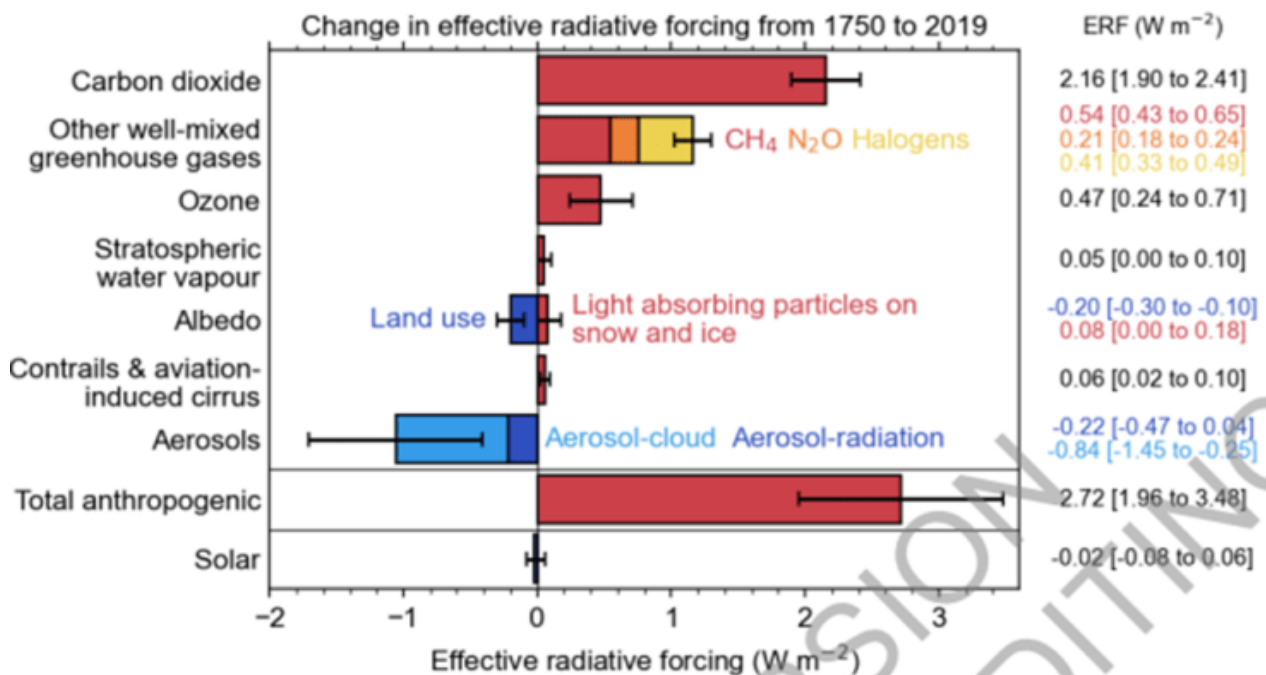 Change in effective radiative forcing from 1750 to 2019
ERF (W m−2)
Carbon dioxide
2.16 [1.90 to 2.41]
Other well-mixed
greenhouse gases
CH4 N2O Halogens
0.54 [0.43 to 0.65]
0.21 [0.18 to 0.24]
0.41 [0.33 to 0.49]
Ozone
0.47 [0.24 to 0.71]
Stratospheric
water vapour
0.05 [0.00 to 0.10]
Albedo
Land use
Light absorbing particles on
snow and ice
-0.20 [-0.30 to -0.10]
0.08 [0.00 to 0.18]
Contrails & aviation-
induced cirrus
0.06 [0.02 to 0.10]
Aerosols
Aerosol-cloud Aerosol-radiation
-0.22 [-0.47 to 0.04]
-0.84 [-1.45 to -0.25]
Total anthropogenic
2.72 [1.96 to 3.48]
Solar
-0.02 [-0.08 to 0.06]
−2 −1 0 1 2 3
Effective radiative forcing (W m−2)